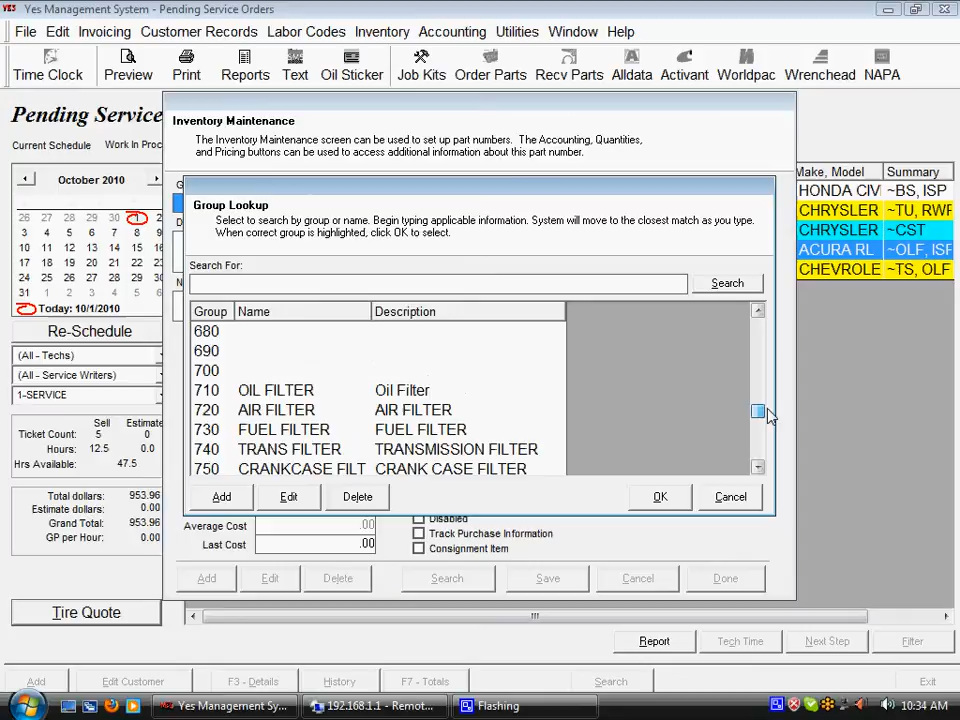 YES Yes Management System - Pending Service Orders
File Edit Invoicing Customer Records Labor Codes Inventory Accounting Utilities Window Help
Time Clock Preview Print Reports Text Oil Sticker Job Kits Order Parts Recv Parts Alldata Activant Worldpac Wrenchead NAPA
Pending Service
Current Schedule Work In Proc
October 2010
26 27 28 29 30 1 2
3 4 5 6 7 8 9
10 11 12 13 14 15 16
17 18 19 20 21 22 23
24 25 26 27 28 29 30
31 1 2 3 4 5 6
Today: 10/1/2010
Re-Schedule
(All - Techs)
(All - Service Writers)
1-SERVICE
Sell Estimate
Ticket Count: 5 0
Hours: 12.5 0.0
Hrs Available: 47.5
Total dollars: 953.96
Estimate dollars: 0.00
Grand Total: 953.96
GP per Hour: 0.00
Tire Quote
Inventory Maintenance
The Inventory Maintenance screen can be used to set up part numbers. The Accounting, Quantities,
and Pricing buttons can be used to access additional information about this part number.
G
D
N
Group Lookup
Select to search by group or name. Begin typing applicable information. System will move to the closest match as you type.
When correct group is highlighted, click OK to select.
Search For:
Search
Group Name Description
680
690
700
710 OIL FILTER Oil Filter
720 AIR FILTER AIR FILTER
730 FUEL FILTER FUEL FILTER
740 TRANS FILTER TRANSMISSION FILTER
750 CRANKCASE FILT CRANK CASE FILTER
Add Edit Delete OK Cancel
Average Cost .00
Last Cost .00
Disabled
Track Purchase Information
Consignment Item
Add Edit Delete Search Save Cancel Done
Make, Model Summary
HONDA CIV ~BS, ISP
CHRYSLER ~TU, RWF
CHRYSLER ~CST
ACURA RL ~OLF, ISF
CHEVROLE ~TS, OLF
Report Tech Time Next Step Filter
Add Edit Customer F3 - Details History F7 - Totals Search Exit
YES Yes Management Sy... 192.168.1.1 - Remot... Flashing 10:34 AM